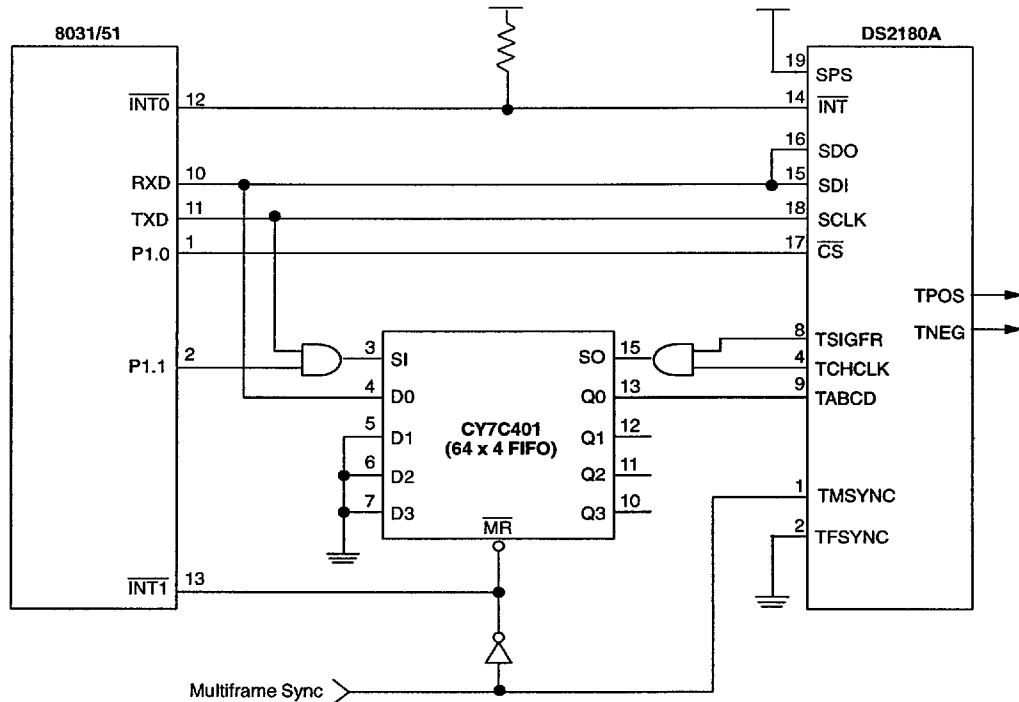 8031/51
DS2180A
19 SPS
INT0 12
14 INT
16 SDO
RXD 10
15 SDI
TXD 11
18 SCLK
P1.0 1
17 CS
TPOS
TNEG
P1.1 2
3 SI
SO 15
8 TSIGFR
4 TCHCLK
4 D0
Q0 13
9 TABCD
CY7C401
(64 x 4 FIFO)
5 D1
Q1 12
6 D2
Q2 11
7 D3
Q3 10
MR
1 TMSYNC
2 TFSYNC
INT1 13
Multiframe Sync